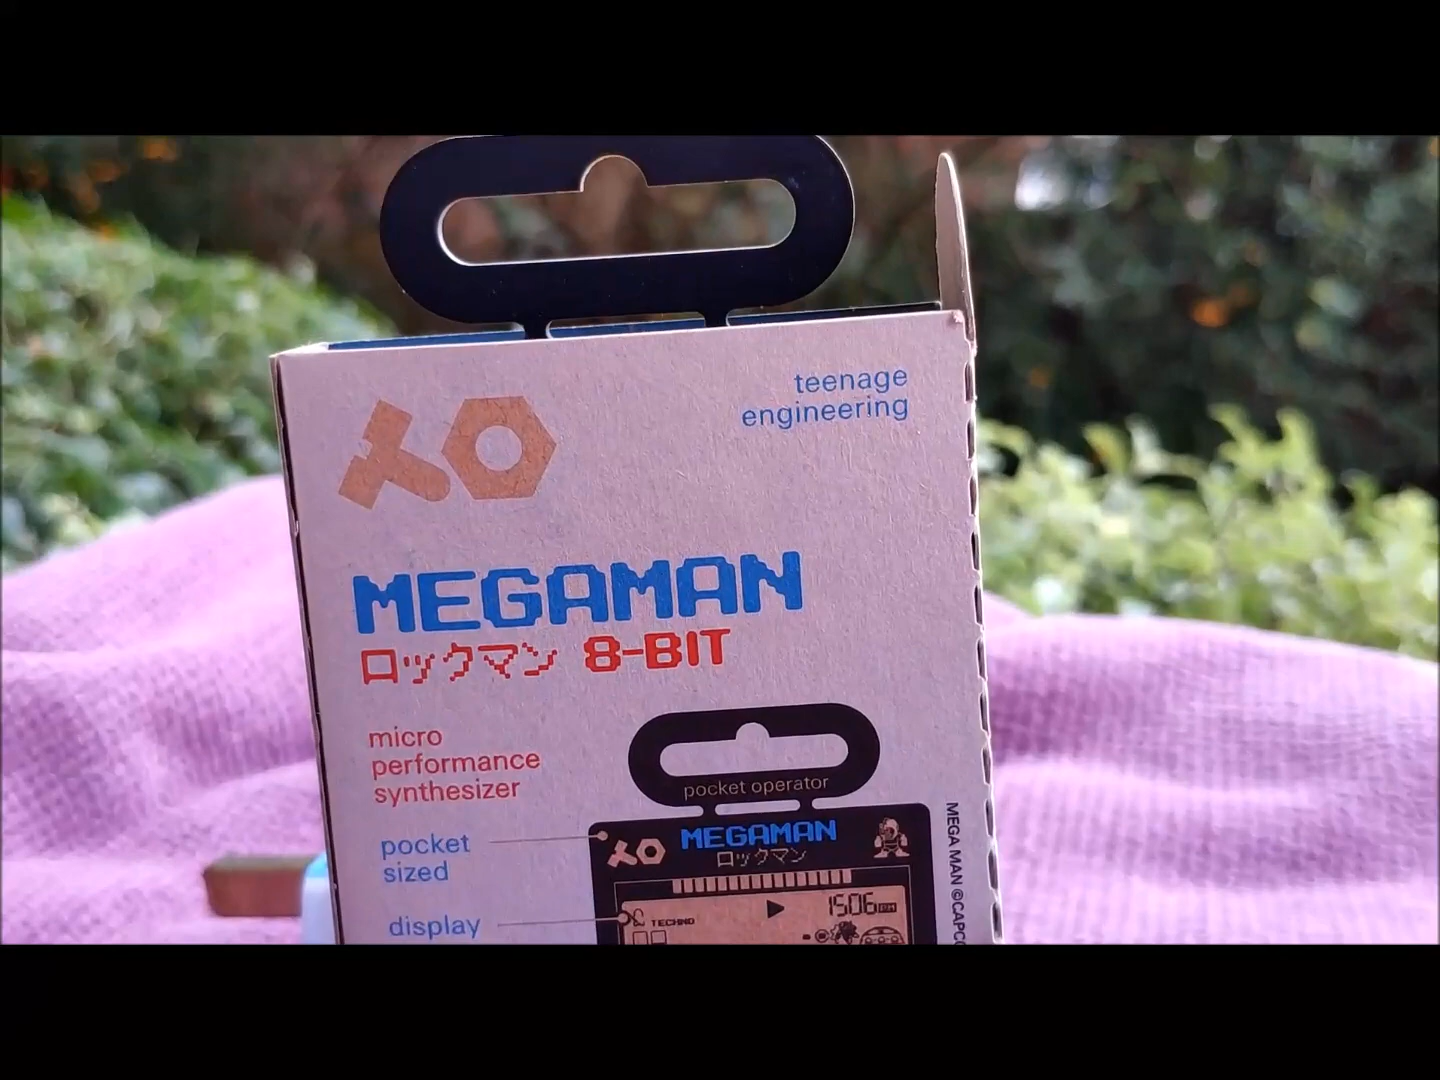 teenage
engineering
MEGAMAN
ロックマン 8-BIT
micro
performance
synthesizer
pocket operator
pocket
sized
MEGAMAN
ロックマン
display
TECHNO
1506 PM
MEGA MAN ©CAPCO